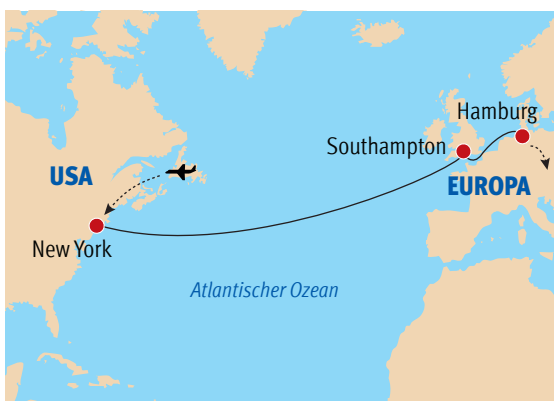 Hamburg
Southampton
USA
EUROPA
New York
Atlantischer Ozean